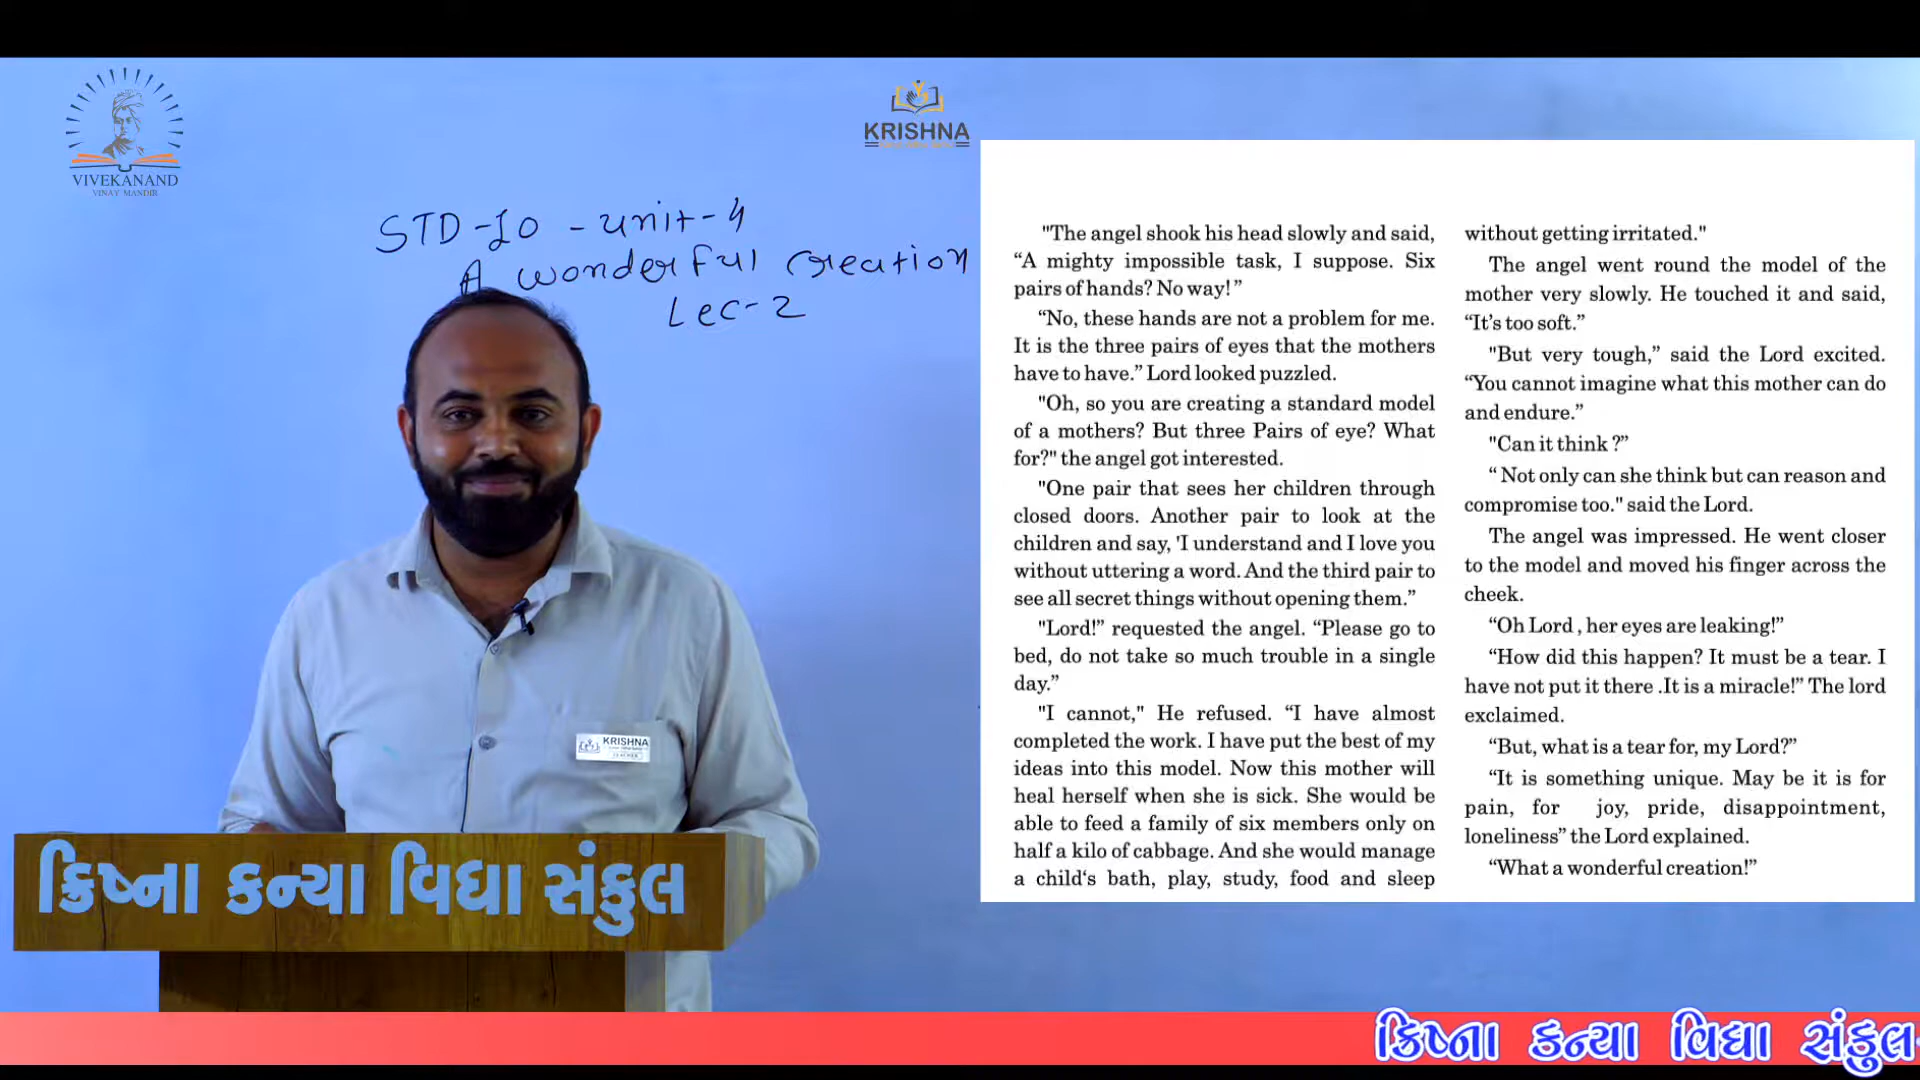 VIVEKANAND
VINAY MANDIR
KRISHNA
STD-10 - unit-4
A wonderful creation
Lec-2
"The angel shook his head slowly and said,
“A mighty impossible task, I suppose. Six
pairs of hands? No way!”
“No, these hands are not a problem for me.
It is the three pairs of eyes that the mothers
have to have.” Lord looked puzzled.
"Oh, so you are creating a standard model
of a mothers? But three Pairs of eye? What
for?" the angel got interested.
"One pair that sees her children through
closed doors. Another pair to look at the
children and say, 'I understand and I love you
without uttering a word. And the third pair to
see all secret things without opening them.”
"Lord!” requested the angel. “Please go to
bed, do not take so much trouble in a single
day.”
"I cannot," He refused. “I have almost
completed the work. I have put the best of my
ideas into this model. Now this mother will
heal herself when she is sick. She would be
able to feed a family of six members only on
half a kilo of cabbage. And she would manage
a child‘s bath, play, study, food and sleep
without getting irritated."
The angel went round the model of the
mother very slowly. He touched it and said,
“It’s too soft.”
"But very tough,” said the Lord excited.
“You cannot imagine what this mother can do
and endure.”
"Can it think ?”
“ Not only can she think but can reason and
compromise too." said the Lord.
The angel was impressed. He went closer
to the model and moved his finger across the
cheek.
“Oh Lord , her eyes are leaking!”
“How did this happen? It must be a tear. I
have not put it there .It is a miracle!” The lord
exclaimed.
“But, what is a tear for, my Lord?”
“It is something unique. May be it is for
pain, for joy, pride, disappointment,
loneliness” the Lord explained.
“What a wonderful creation!”
KRISHNA
ક્રિષ્ના કન્યા વિદ્યા સંકુલ
ક્રિષ્ના કન્યા વિદ્યા સંકુલ